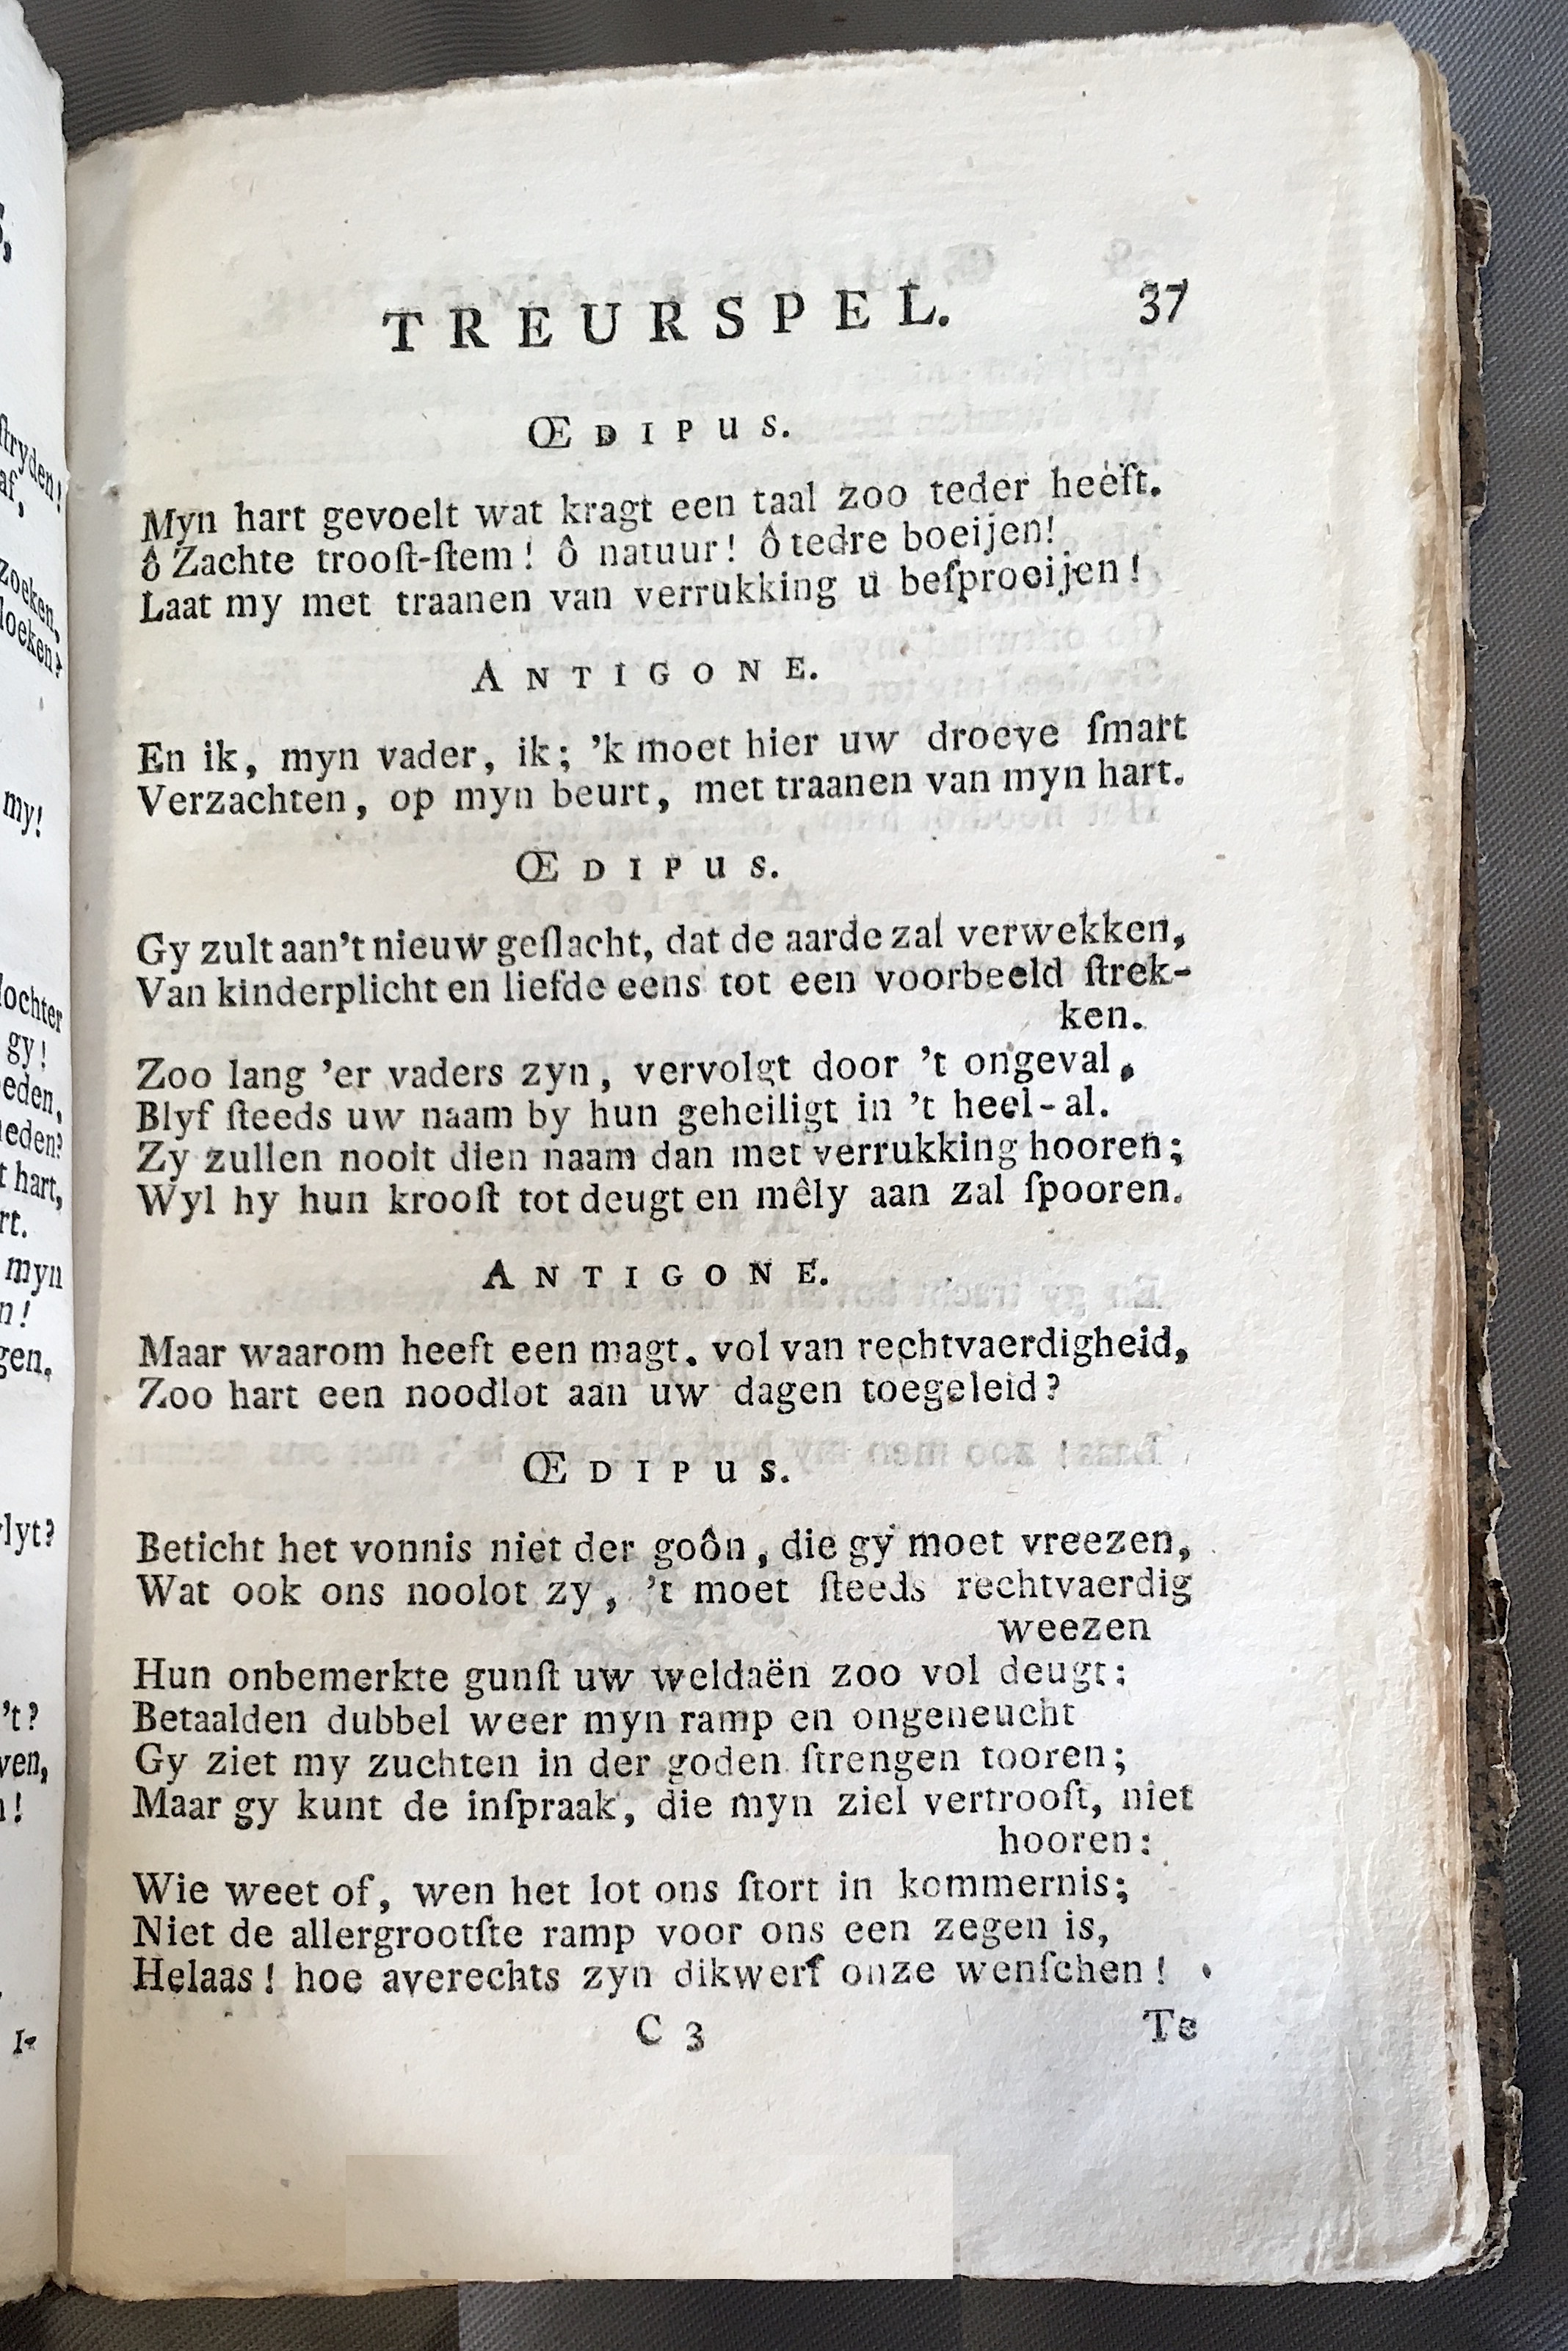 TREURSPEL. 37
ŒDIPUS.
Myn hart gevoelt wat kragt een taal zoo teder heeft.
ô Zachte trooſt-ſtem! ô natuur! ô tedre boeijen!
Laat my met traanen van verrukking u beſproeijen!
ANTIGONE.
En ik, myn vader, ik; 'k moet hier uw droeve ſmart
Verzachten, op myn beurt, met traanen van myn hart.
ŒDIPUS.
Gy zult aan't nieuw geſlacht, dat de aarde zal verwekken,
Van kinderplicht en liefde eens tot een voorbeeld ſtrek-
ken.
Zoo lang 'er vaders zyn, vervolgt door 't ongeval,
Blyf ſteeds uw naam by hun geheiligt in 't heel-al.
Zy zullen nooit dien naam dan met verrukking hooren;
Wyl hy hun krooſt tot deugt en mêly aan zal ſpooren.
ANTIGONE.
Maar waarom heeft een magt. vol van rechtvaerdigheid,
Zoo hart een noodlot aan uw dagen toegeleid?
ŒDIPUS.
Beticht het vonnis niet der goôn, die gy moet vreezen,
Wat ook ons noolot zy, 't moet ſteeds rechtvaerdig
weezen
Hun onbemerkte gunſt uw weldaën zoo vol deugt:
Betaalden dubbel weer myn ramp en ongeneucht
Gy ziet my zuchten in der goden ſtrengen tooren;
Maar gy kunt de inſpraak, die myn ziel vertrooſt, niet
hooren:
Wie weet of, wen het lot ons ſtort in kommernis;
Niet de allergrootſte ramp voor ons een zegen is,
Helaas! hoe averechts zyn dikwerf onze wenſchen!
C 3 Te